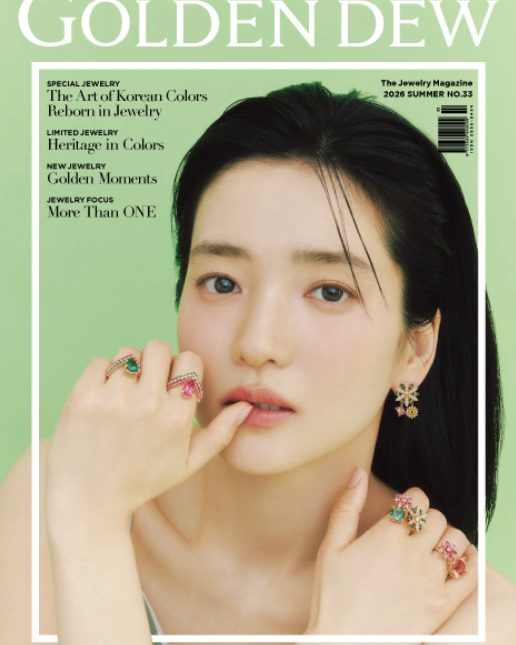 GOLDEN DEW
SPECIAL JEWELRY
The Art of Korean Colors
Reborn in Jewelry
LIMITED JEWELRY
Heritage in Colors
NEW JEWELRY
Golden Moments
JEWELRY FOCUS
More Than ONE
The Jewelry Magazine
2026 SUMMER NO.33